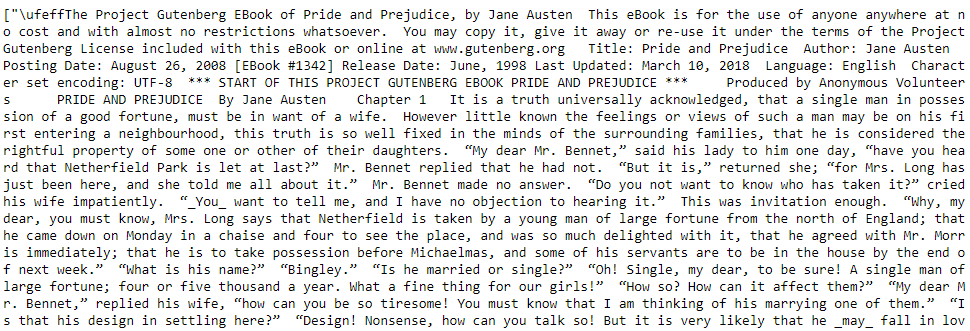 ["\ufeffThe Project Gutenberg EBook of Pride and Prejudice, by Jane Austen  This eBook is for the use of anyone anywhere at n
o cost and with almost no restrictions whatsoever.  You may copy it, give it away or re-use it under the terms of the Project
Gutenberg License included with this eBook or online at www.gutenberg.org   Title: Pride and Prejudice  Author: Jane Austen
Posting Date: August 26, 2008 [EBook #1342] Release Date: June, 1998 Last Updated: March 10, 2018  Language: English  Charact
er set encoding: UTF-8  *** START OF THIS PROJECT GUTENBERG EBOOK PRIDE AND PREJUDICE ***     Produced by Anonymous Volunteer
s      PRIDE AND PREJUDICE  By Jane Austen    Chapter 1   It is a truth universally acknowledged, that a single man in posses
sion of a good fortune, must be in want of a wife.  However little known the feelings or views of such a man may be on his fi
rst entering a neighbourhood, this truth is so well fixed in the minds of the surrounding families, that he is considered the
rightful property of some one or other of their daughters.  “My dear Mr. Bennet,” said his lady to him one day, “have you hea
rd that Netherfield Park is let at last?”  Mr. Bennet replied that he had not.  “But it is,” returned she; “for Mrs. Long has
just been here, and she told me all about it.”  Mr. Bennet made no answer.  “Do you not want to know who has taken it?” cried
his wife impatiently.  “_You_ want to tell me, and I have no objection to hearing it.”  This was invitation enough.  “Why, my
dear, you must know, Mrs. Long says that Netherfield is taken by a young man of large fortune from the north of England; that
he came down on Monday in a chaise and four to see the place, and was so much delighted with it, that he agreed with Mr. Morr
is immediately; that he is to take possession before Michaelmas, and some of his servants are to be in the house by the end o
f next week.”  “What is his name?”  “Bingley.”  “Is he married or single?”  “Oh! Single, my dear, to be sure! A single man of
large fortune; four or five thousand a year. What a fine thing for our girls!”  “How so? How can it affect them?”  “My dear M
r. Bennet,” replied his wife, “how can you be so tiresome! You must know that I am thinking of his marrying one of them.”  “I
s that his design in settling here?”  “Design! Nonsense, how can you talk so! But it is very likely that he _may_ fall in lov